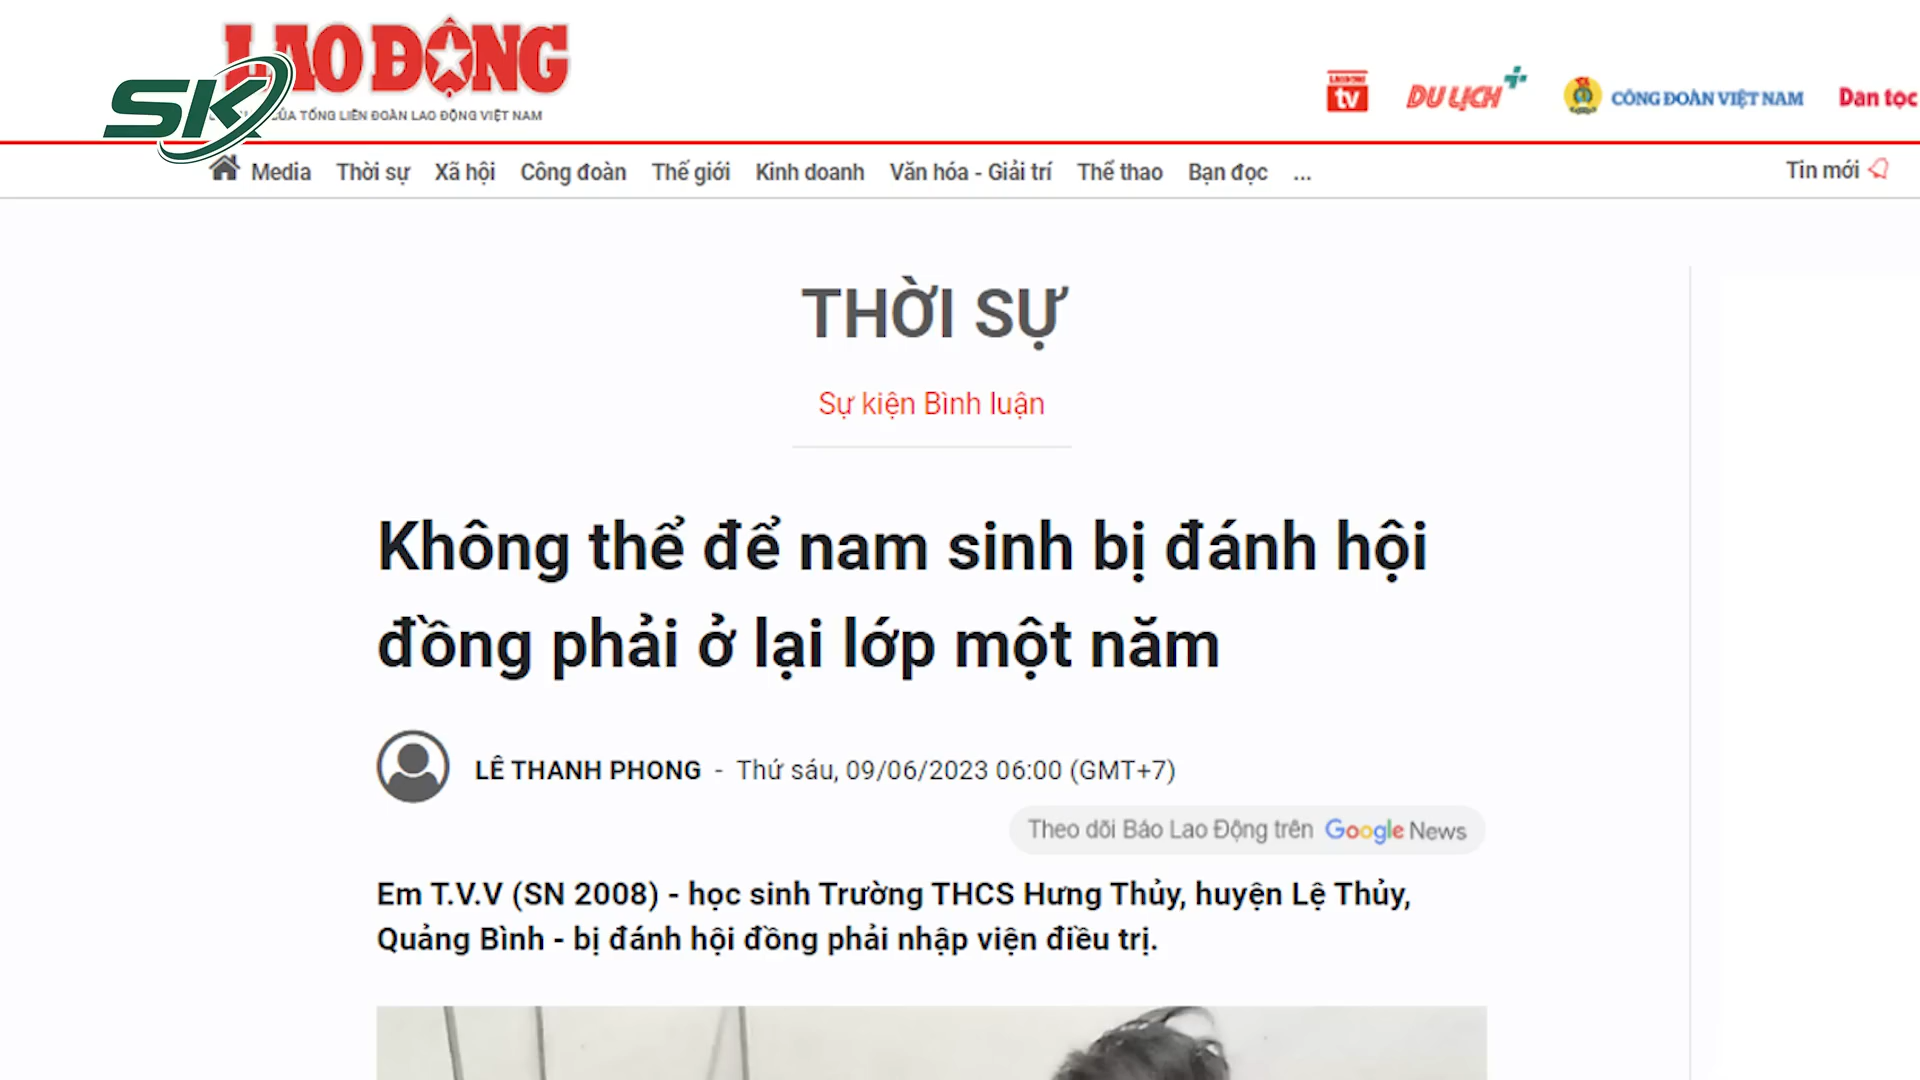 LAO ĐỘNG
SK
CỦA TỔNG LIÊN ĐOÀN LAO ĐỘNG VIỆT NAM
LAO ĐỘNG
tv
DU LỊCH
CÔNG ĐOÀN VIỆT NAM
Dan tọc
Media Thời sự Xã hội Công đoàn Thế giới Kinh doanh Văn hóa - Giải trí Thể thao Bạn đọc ...
Tin mới
THỜI SỰ
Sự kiện Bình luận
Không thể để nam sinh bị đánh hội
đồng phải ở lại lớp một năm
LÊ THANH PHONG - Thứ sáu, 09/06/2023 06:00 (GMT+7)
Theo dõi Báo Lao Động trên Google News
Em T.V.V (SN 2008) - học sinh Trường THCS Hưng Thủy, huyện Lệ Thủy,
Quảng Bình - bị đánh hội đồng phải nhập viện điều trị.